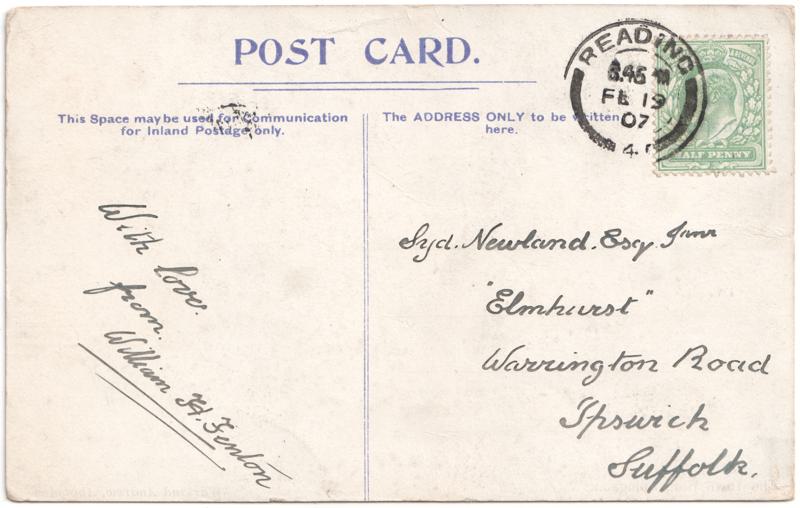 POST CARD.
This Space may be used for Communication
for Inland Postage only.
The ADDRESS ONLY to be written
here.
READING
FE 19
07
HALF PENNY
With love
from
William H. Fenton
Syd. Newland. Esq. Junr
"Elmhurst"
Warrington Road
Ipswich
Suffolk.